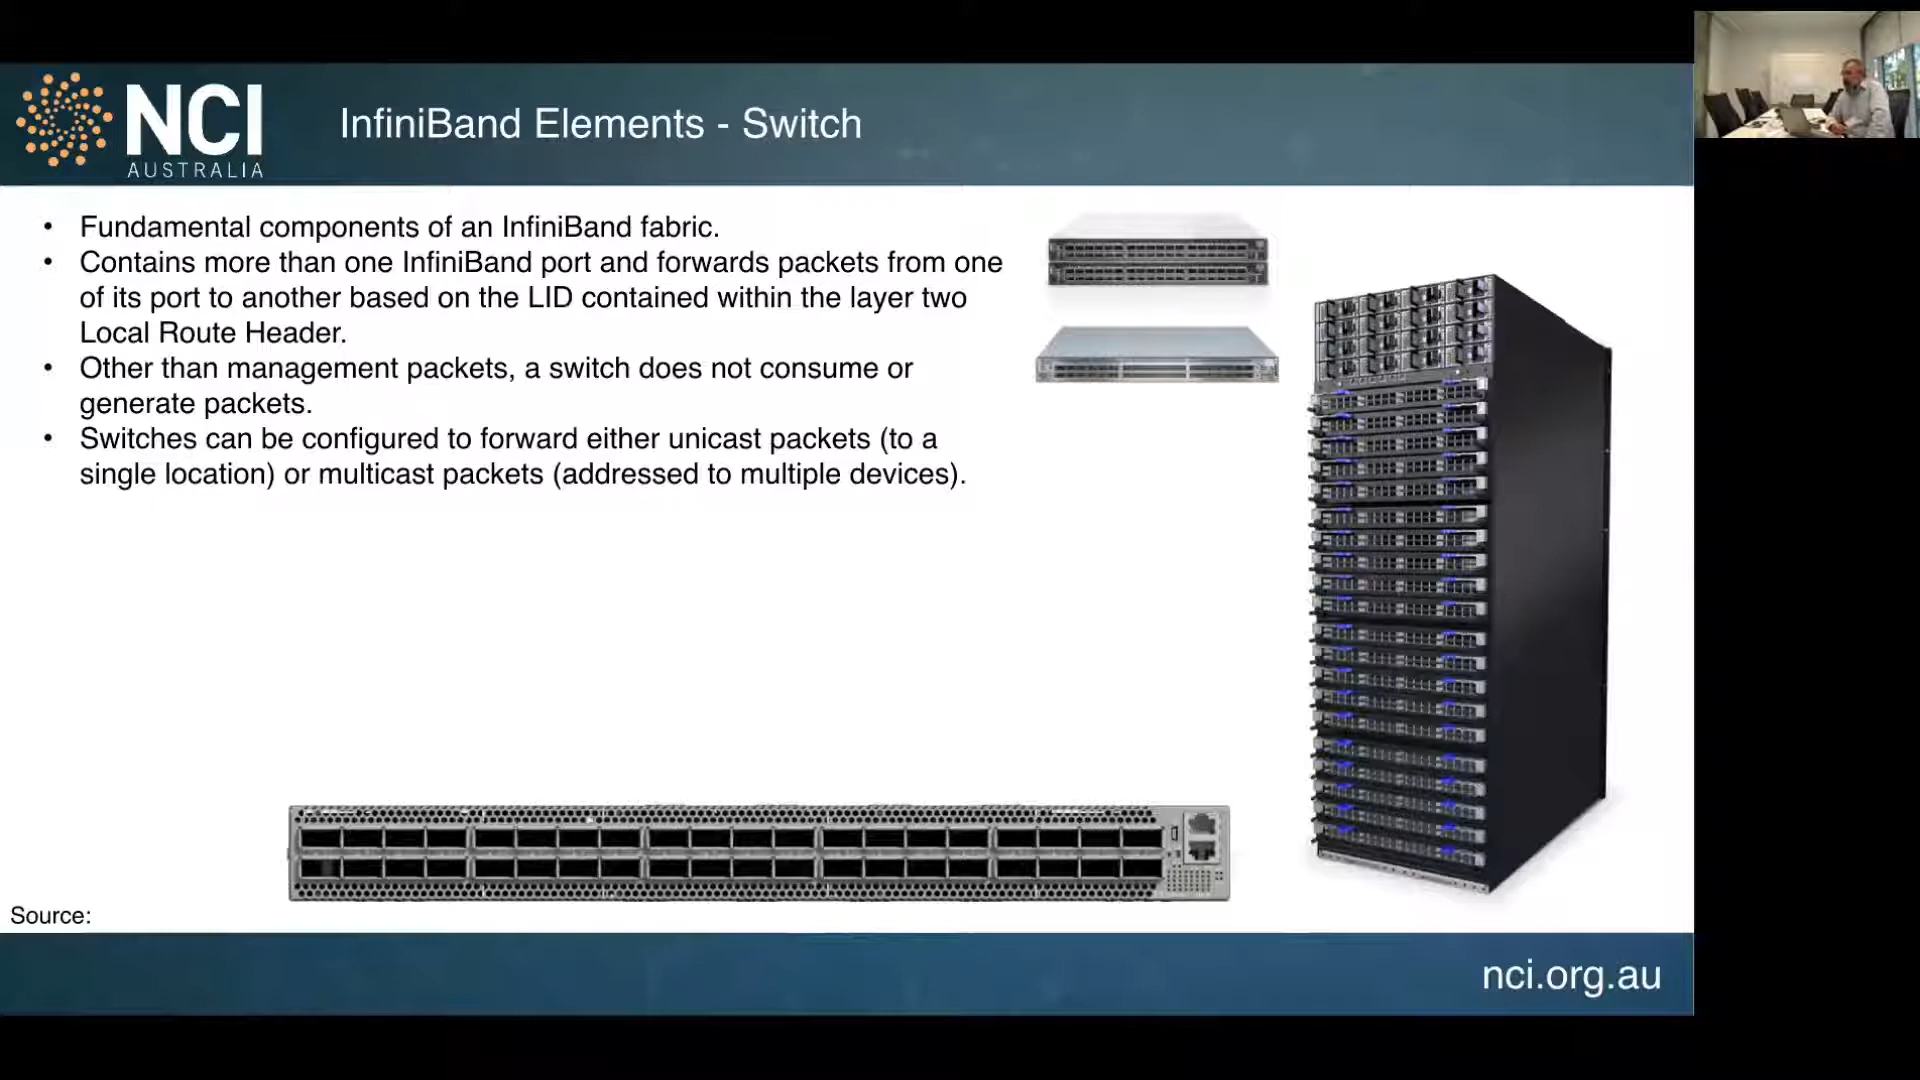 NCI
AUSTRALIA
InfiniBand Elements - Switch
• Fundamental components of an InfiniBand fabric.
• Contains more than one InfiniBand port and forwards packets from one
of its port to another based on the LID contained within the layer two
Local Route Header.
• Other than management packets, a switch does not consume or
generate packets.
• Switches can be configured to forward either unicast packets (to a
single location) or multicast packets (addressed to multiple devices).
Source:
nci.org.au